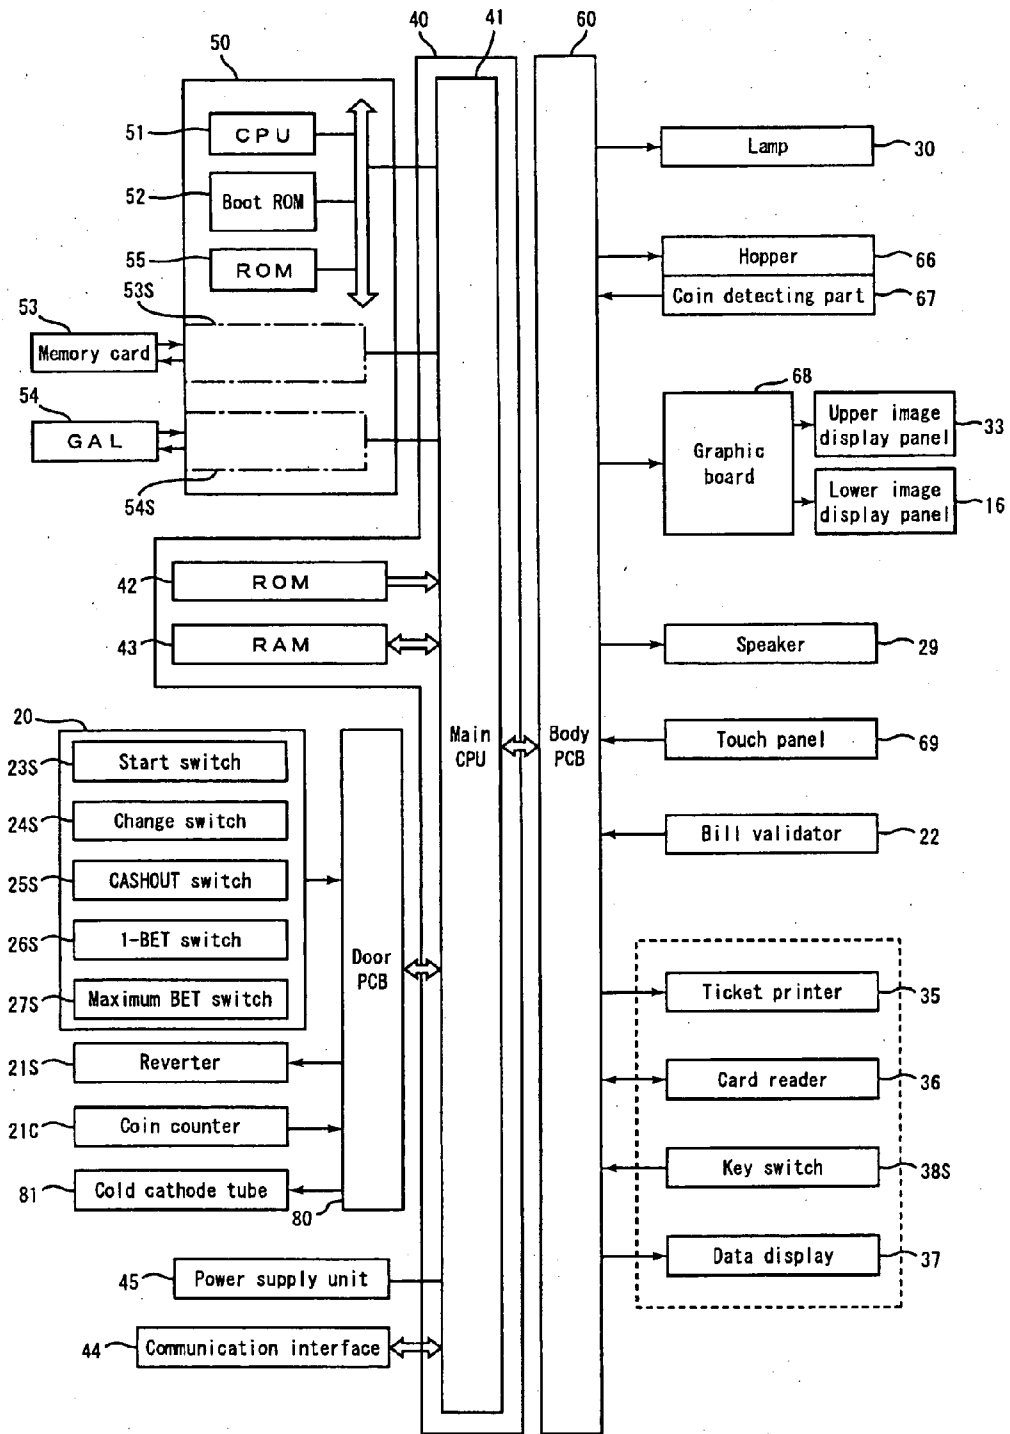 40
41
60
50
51
CPU
52
Boot ROM
55
ROM
53S
53
Memory card
54
GAL
54S
42
ROM
43
RAM
20
23S
Start switch
24S
Change switch
25S
CASHOUT switch
26S
1-BET switch
27S
Maximum BET switch
21S
Reverter
21C
Coin counter
81
Cold cathode tube
80
Door
PCB
45
Power supply unit
44
Communication interface
Main
CPU
Body
PCB
Lamp
30
Hopper
66
Coin detecting part
67
68
Graphic
board
Upper image
display panel
33
Lower image
display panel
16
Speaker
29
Touch panel
69
Bill validator
22
Ticket printer
35
Card reader
36
Key switch
38S
Data display
37